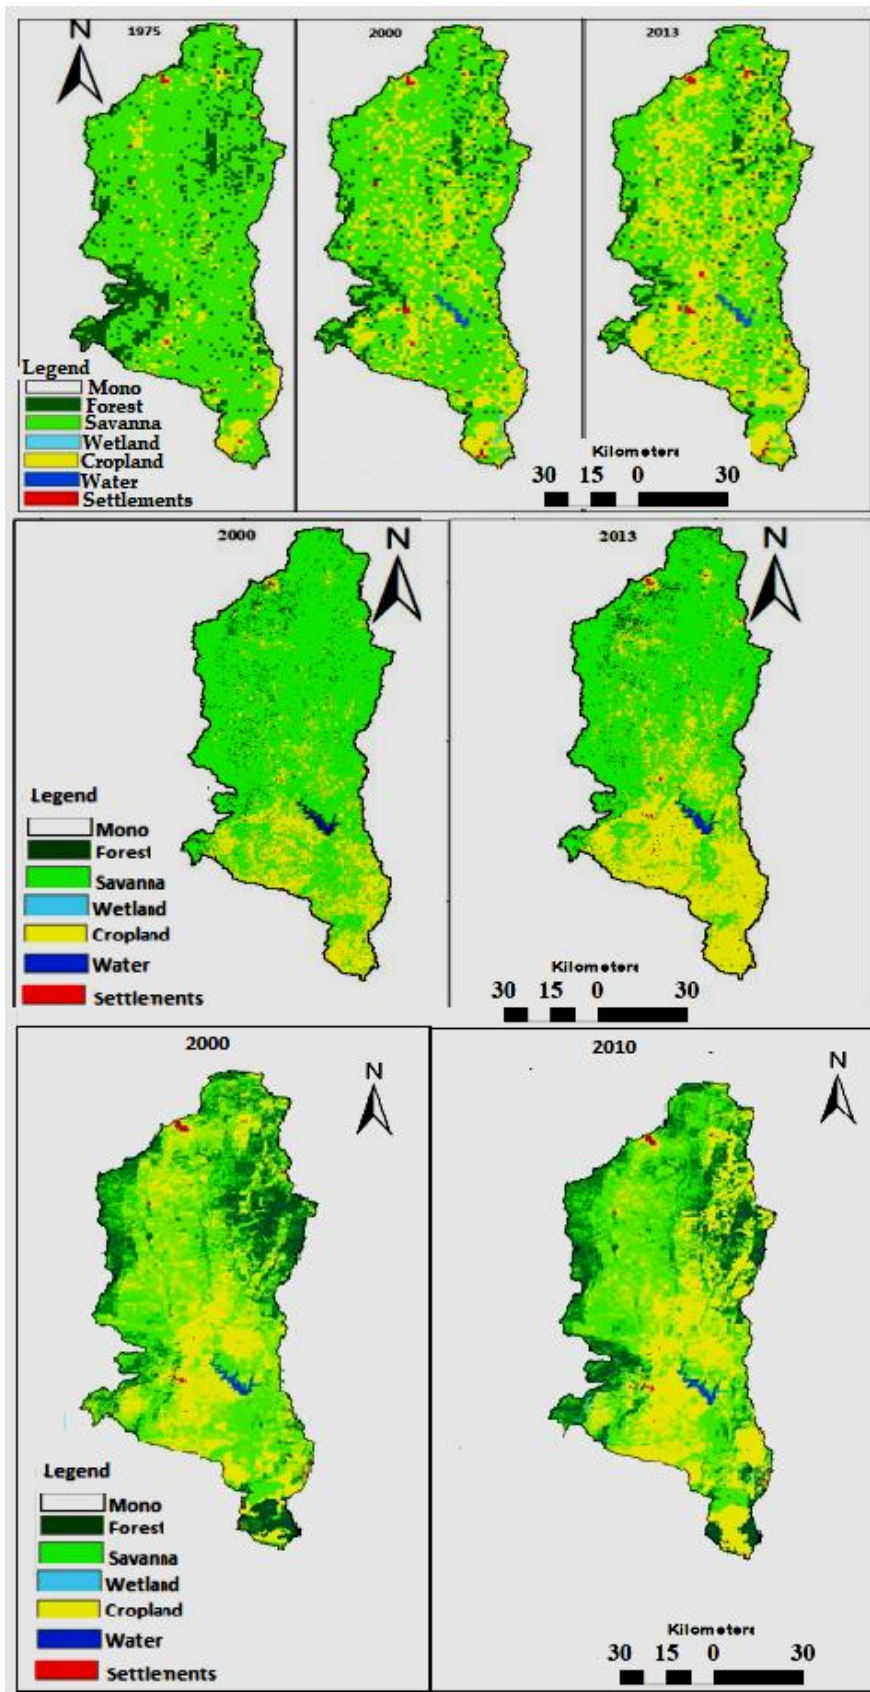 1975
2000
2013
N
Legend
Mono
Forest
Savanna
Wetland
Cropland
Water
Settlements
Kilometers
30 15 0 30
2000
N
2013
N
Legend
Mono
Forest
Savanna
Wetland
Cropland
Water
Settlements
Kilometers
30 15 0 30
2000
N
2010
N
Legend
Mono
Forest
Savanna
Wetland
Cropland
Water
Settlements
Kilometers
30 15 0 30